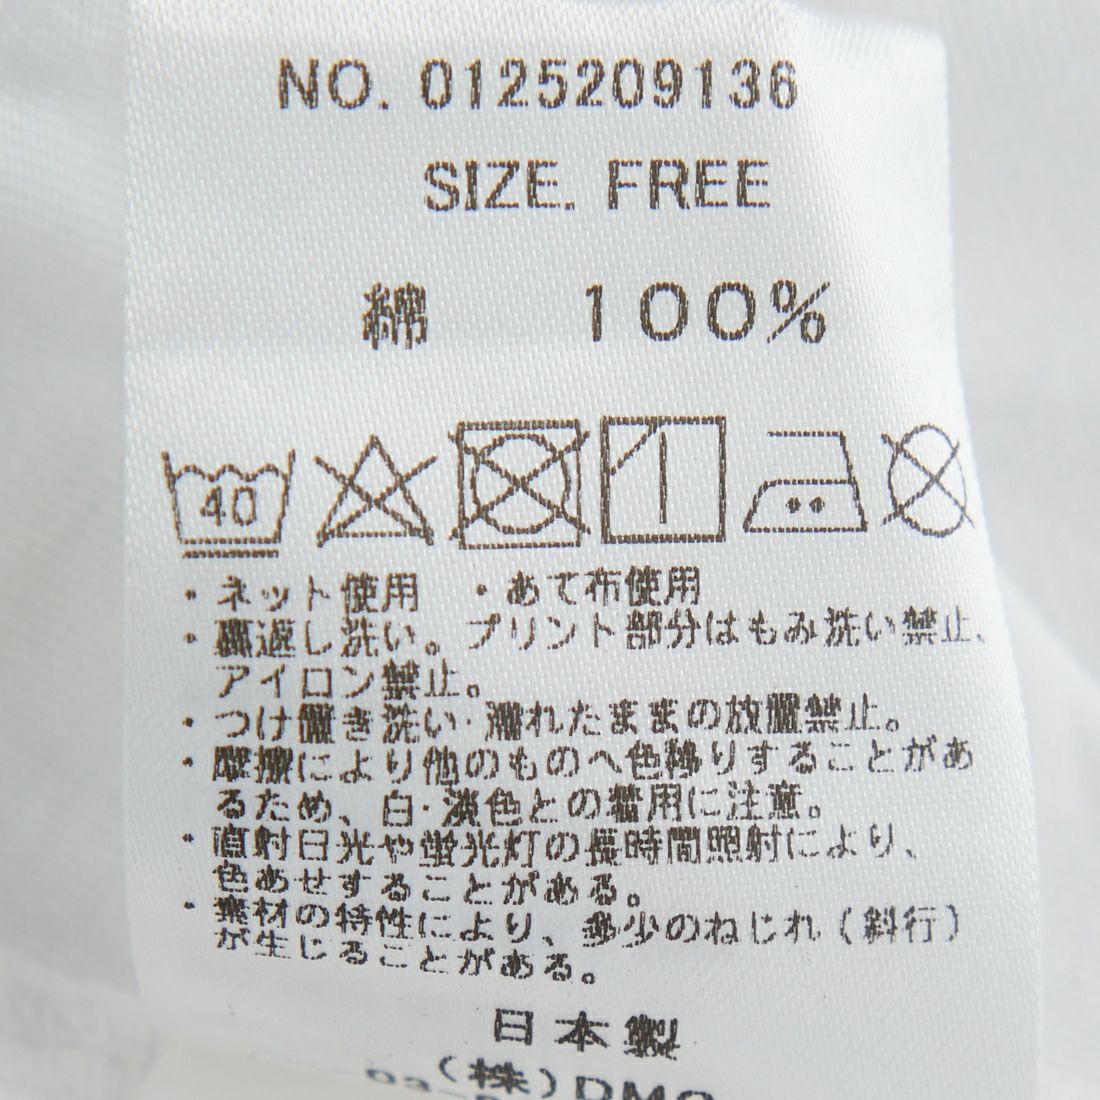 NO. 0125209136
SIZE. FREE
綿 100%
40
・ネット使用 ・あて布使用
・裏返し洗い。プリント部分はもみ洗い禁止、
アイロン禁止。
・つけ置き洗い・濡れたままの放置禁止。
・摩擦により他のものへ色移りすることがあ
るため、白・淡色との着用に注意。
・直射日光や蛍光灯の長時間照射により、
色あせすることがある。
・素材の特性により、多少のねじれ（斜行）
が生じることがある。
日本製
(株)DMC